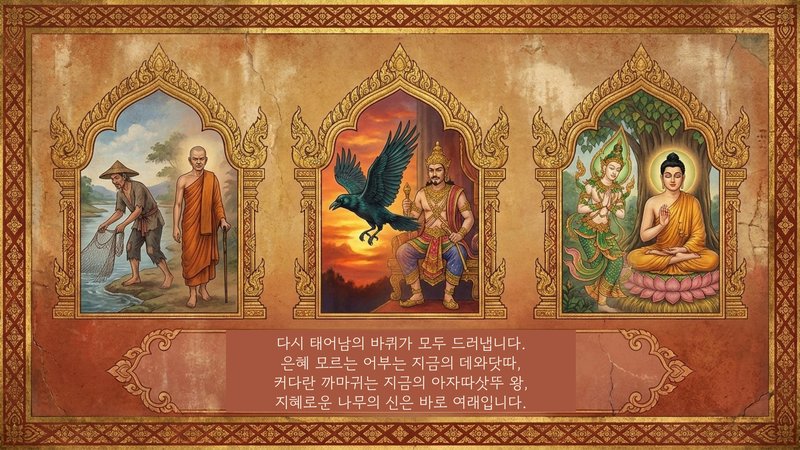 다시 태어남의 바퀴가 모두 드러냅니다.
은혜 모르는 어부는 지금의 데와닷따,
커다란 까마귀는 지금의 아자따삿뚜 왕,
지혜로운 나무의 신은 바로 여래입니다.